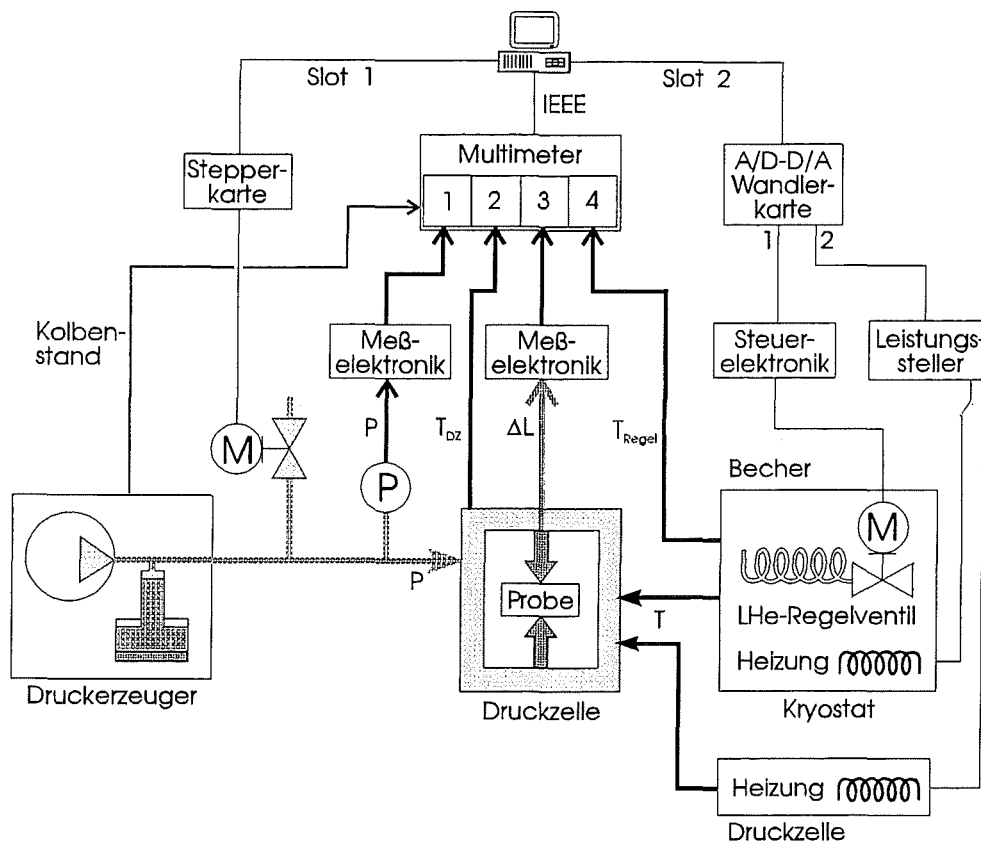 Slot 1
Slot 2
IEEE
Stepper-
karte
Multimeter
1
2
3
4
A/D-D/A
Wandler-
karte
1
2
Kolben-
stand
Meß-
elektronik
Meß-
elektronik
Steuer-
elektronik
Leistungs-
steller
P
T_DZ
ΔL
T_Regel
M
P
Becher
M
P
Probe
T
LHe-Regelventil
Heizung
Druckerzeuger
Druckzelle
Kryostat
Heizung
Druckzelle